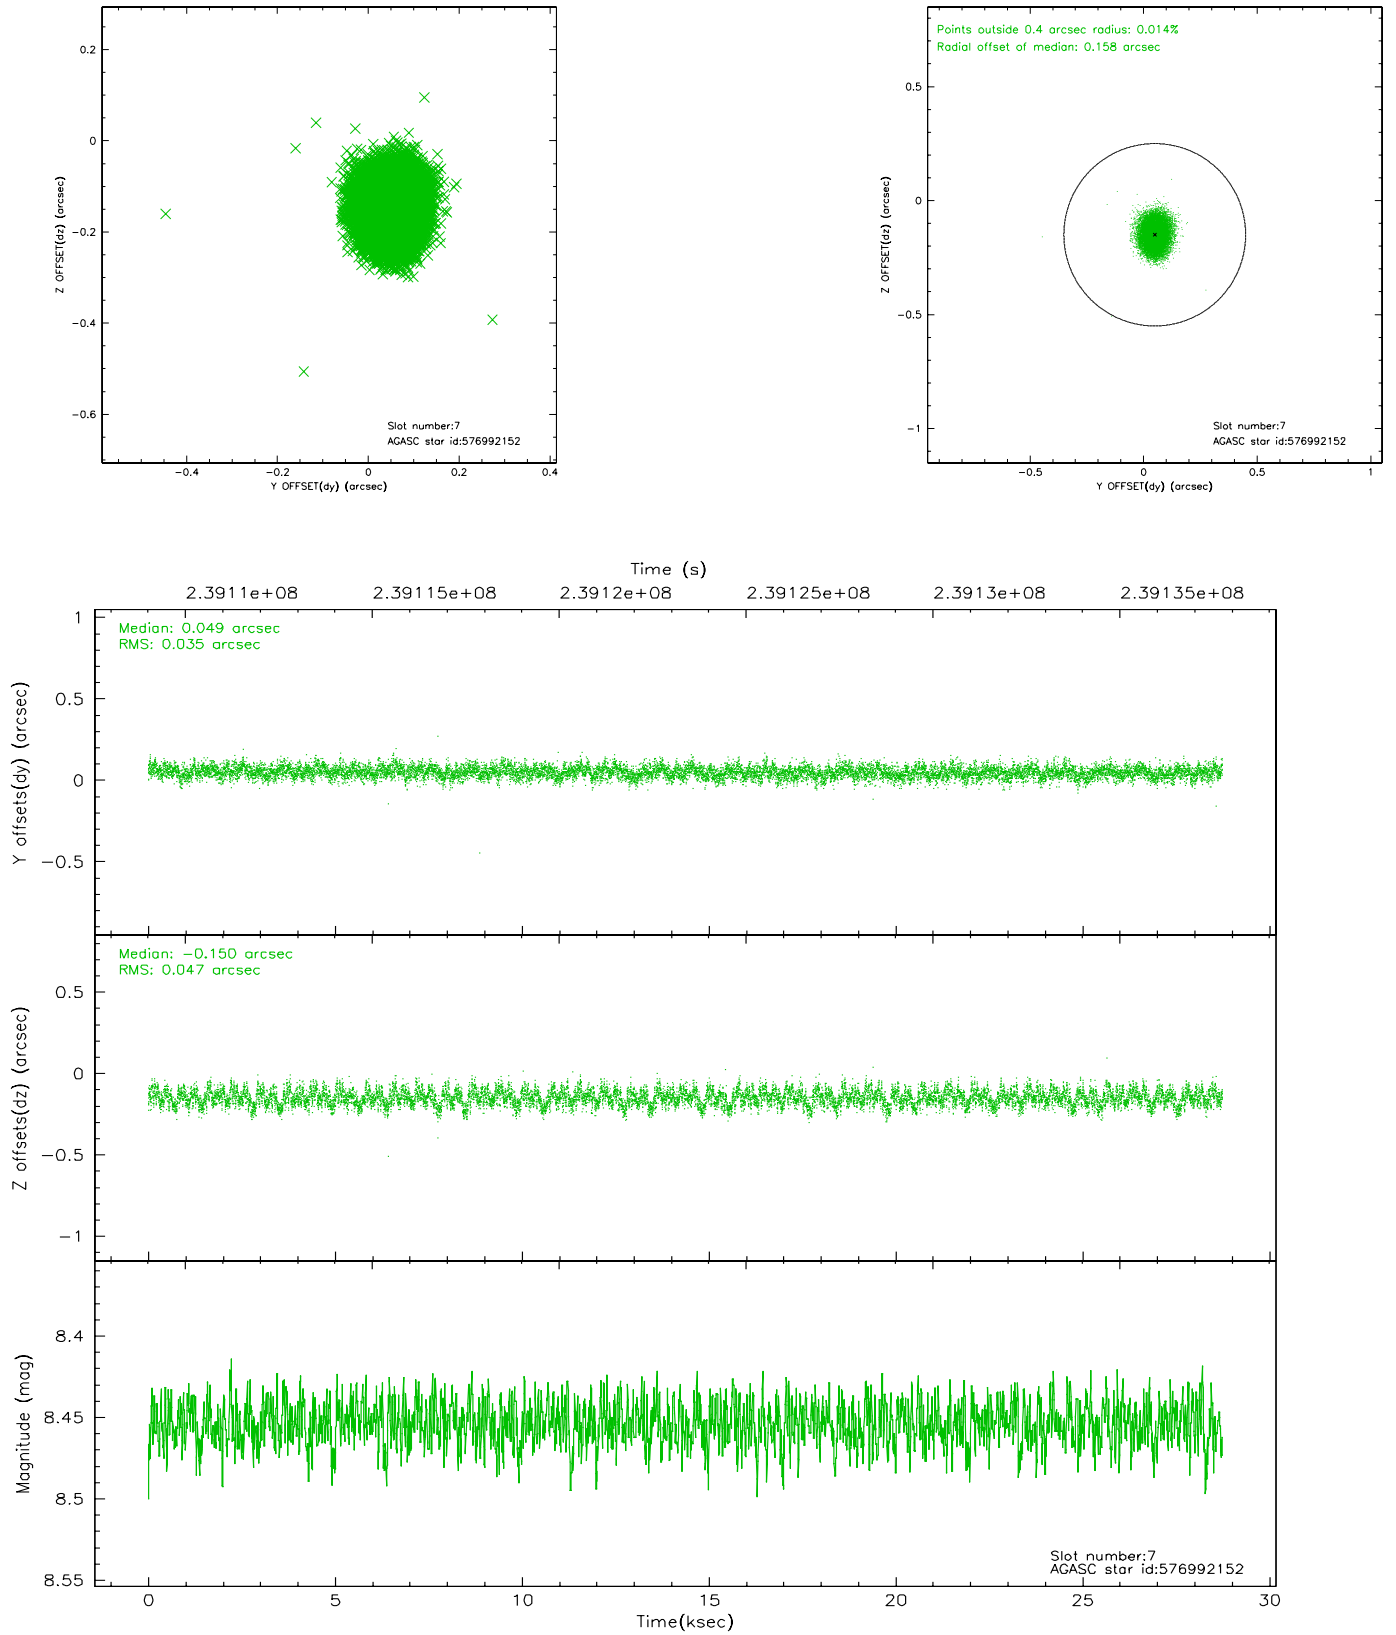 0.2
0
−0.2
−0.4
−0.6
Z OFFSET(dz) (arcsec)
Slot number:7
AGASC star id:576992152
−0.4 −0.2 0 0.2 0.4
Y OFFSET(dy) (arcsec)
Points outside 0.4 arcsec radius: 0.014%
Radial offset of median: 0.158 arcsec
0.5
0
−0.5
−1
Z OFFSET(dz) (arcsec)
Slot number:7
AGASC star id:576992152
−0.5 0 0.5 1
Y OFFSET(dy) (arcsec)
Time (s)
2.3911e+08 2.39115e+08 2.3912e+08 2.39125e+08 2.3913e+08 2.39135e+08
Median: 0.049 arcsec
RMS: 0.035 arcsec
1
0.5
0
−0.5
Y offsets(dy) (arcsec)
Median: −0.150 arcsec
RMS: 0.047 arcsec
0.5
0
−0.5
−1
Z offsets(dz) (arcsec)
8.4
8.45
8.5
8.55
Magnitude (mag)
Slot number:7
AGASC star id:576992152
0 5 10 15 20 25 30
Time(ksec)